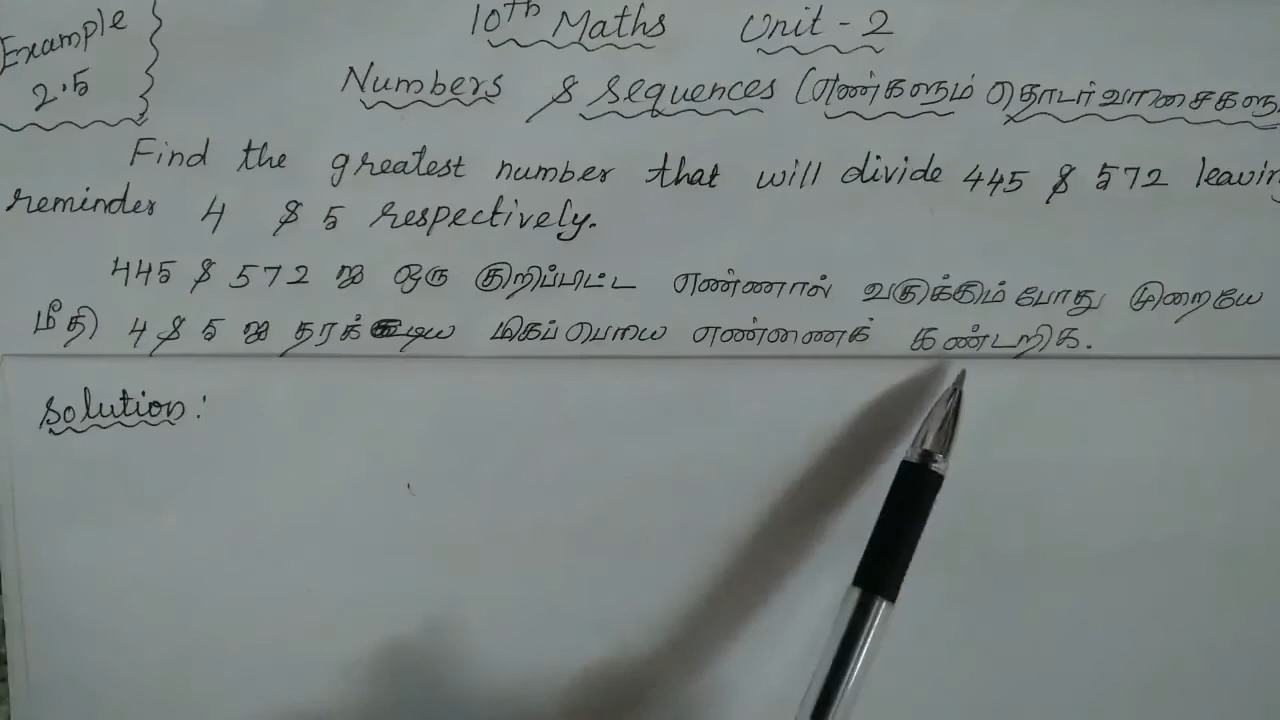 10th Maths Unit - 2
Example
2.5
Numbers & sequences (எண்களும் தொடர்வரிசைகளு
Find the greatest number that will divide 445 & 572 leavin
reminder 4 & 5 respectively.
445 & 572 ஐ ஒரு குறிப்பிட்ட எண்ணால் வகுக்கும் போது முறையே
மீதி 4 & 5 ஐ தரக்கூடிய மிகப்பெரிய எண்ணைக் கண்டறிக.
Solution: